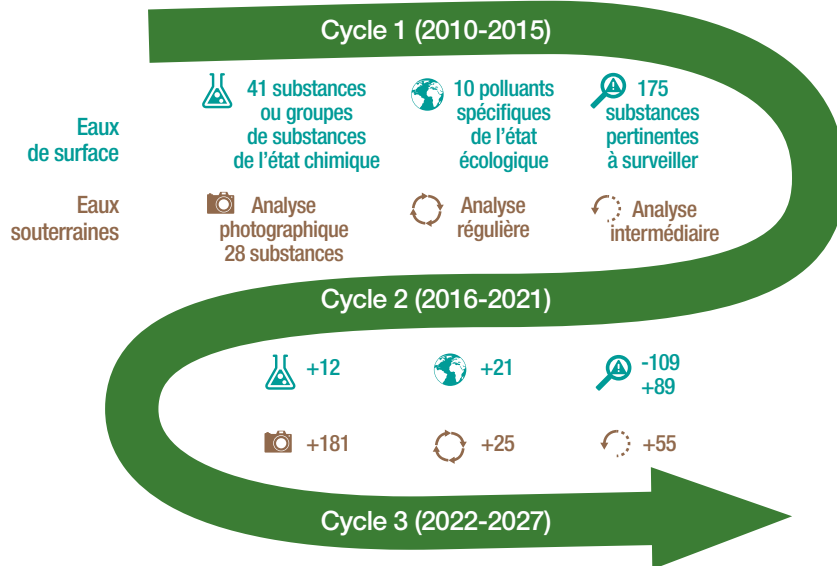 Cycle 1 (2010-2015)
Eaux
de surface
41 substances
ou groupes
de substances
de l'état chimique
10 polluants
spécifiques
de l'état
écologique
175
substances
pertinentes
à surveiller
Eaux
souterraines
Analyse
photographique
28 substances
Analyse
régulière
Analyse
intermédiaire
Cycle 2 (2016-2021)
+12
+21
-109
+89
+181
+25
+55
Cycle 3 (2022-2027)